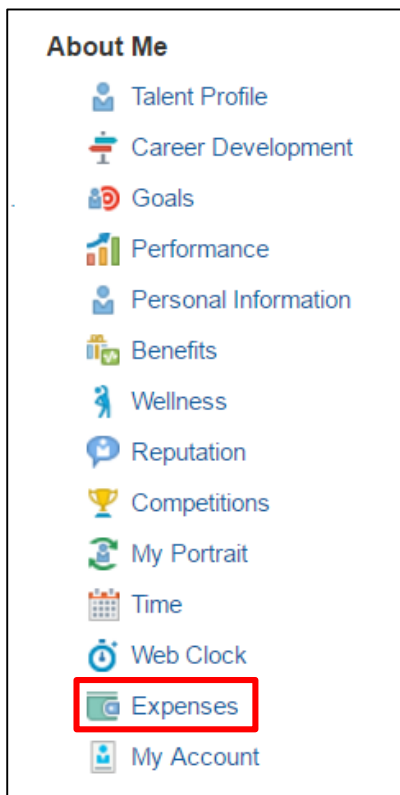 About Me
Talent Profile
Career Development
Goals
Performance
Personal Information
Benefits
Wellness
Reputation
Competitions
My Portrait
Time
Web Clock
Expenses
My Account